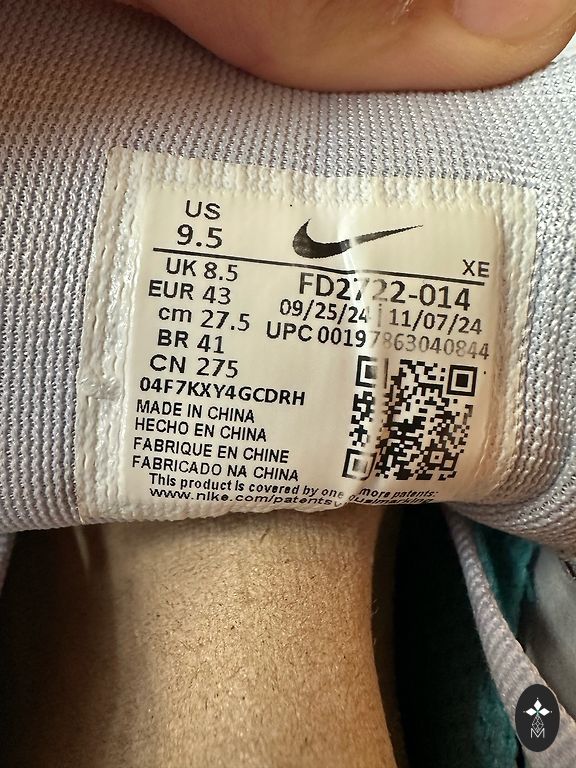 US
9.5
XE
UK 8.5
FD2722-014
EUR 43
09/25/24 | 11/07/24
cm 27.5
UPC 00197863040844
BR 41
CN 275
04F7KXY4GCDRH
MADE IN CHINA
HECHO EN CHINA
FABRIQUE EN CHINE
FABRICADO NA CHINA
This product is covered by one more patents:
www.nike.com/patents
M